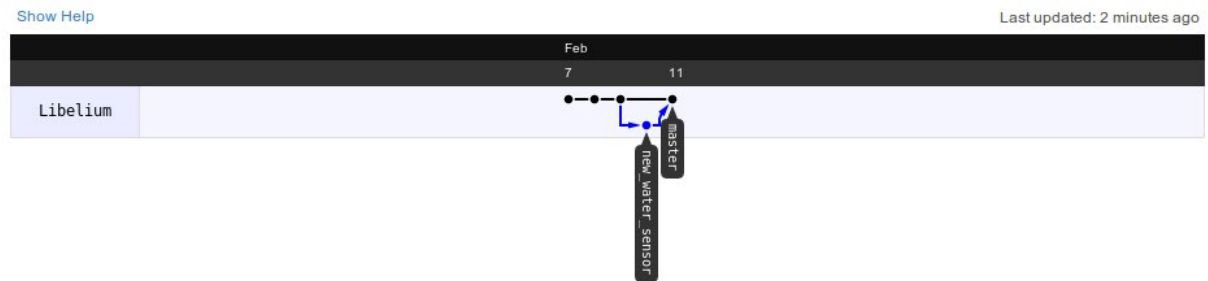 Show Help
Last updated: 2 minutes ago
Feb
7 11
Libelium
master
new_water_sensor